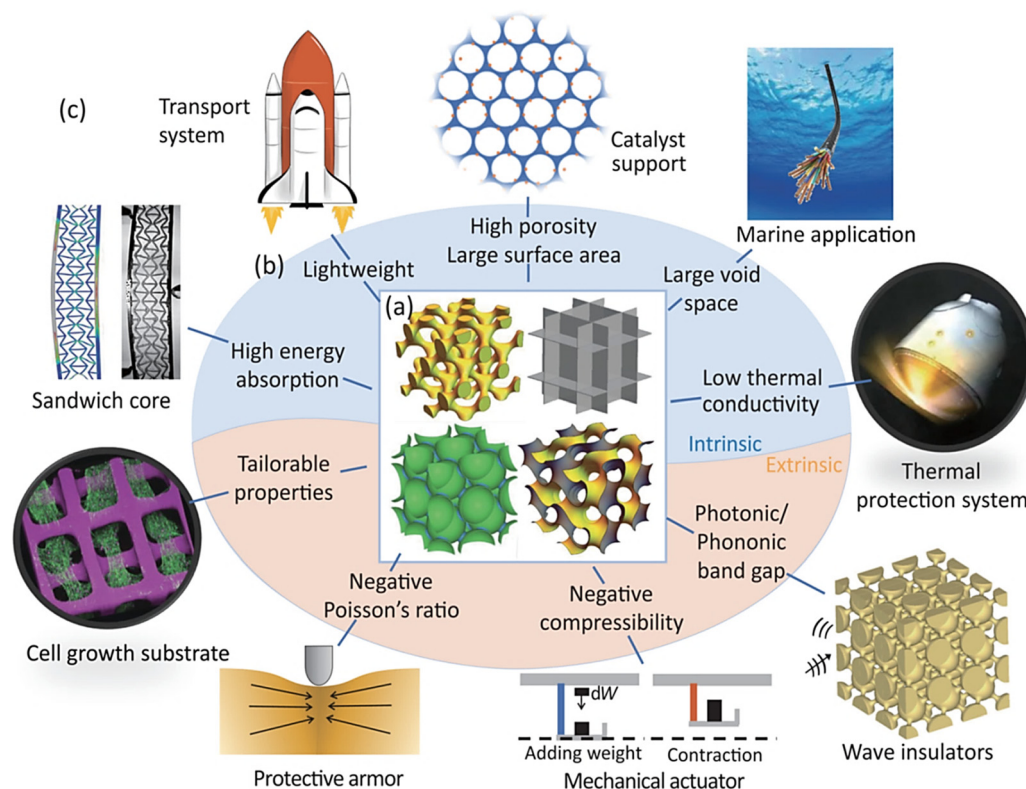 (c)
Transport
system
Catalyst
support
Marine application
(b)
Lightweight
High porosity
Large surface area
Large void
space
(a)
High energy
absorption
Sandwich core
Low thermal
conductivity
Intrinsic
Extrinsic
Thermal
protection system
Tailorable
properties
Cell growth substrate
Photonic/
Phononic
band gap
Negative
Poisson's ratio
Negative
compressibility
Wave insulators
dW
Adding weight
Contraction
Protective armor
Mechanical actuator